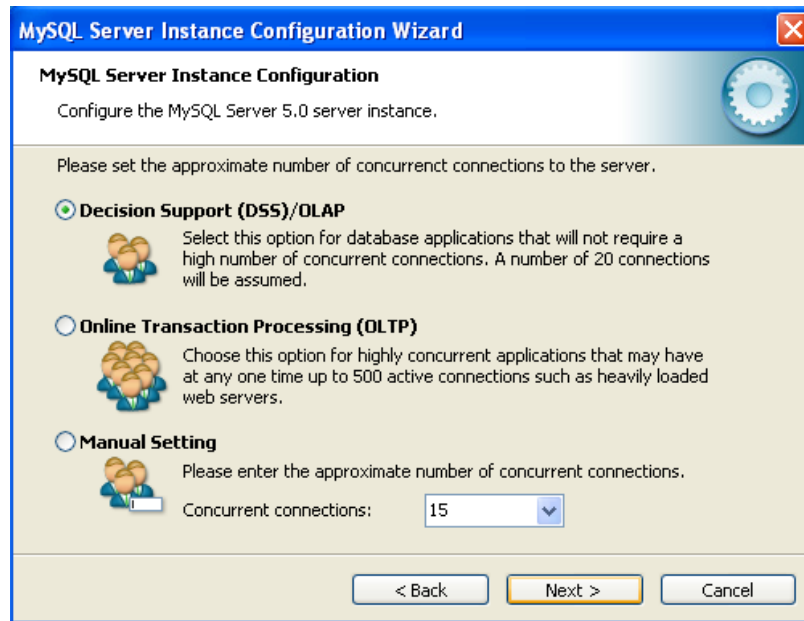 MySQL Server Instance Configuration Wizard
MySQL Server Instance Configuration
Configure the MySQL Server 5.0 server instance.
Please set the approximate number of concurrenct connections to the server.
Decision Support (DSS)/OLAP
Select this option for database applications that will not require a
high number of concurrent connections. A number of 20 connections
will be assumed.
Online Transaction Processing (OLTP)
Choose this option for highly concurrent applications that may have
at any one time up to 500 active connections such as heavily loaded
web servers.
Manual Setting
Please enter the approximate number of concurrent connections.
Concurrent connections: 15
< Back Next > Cancel